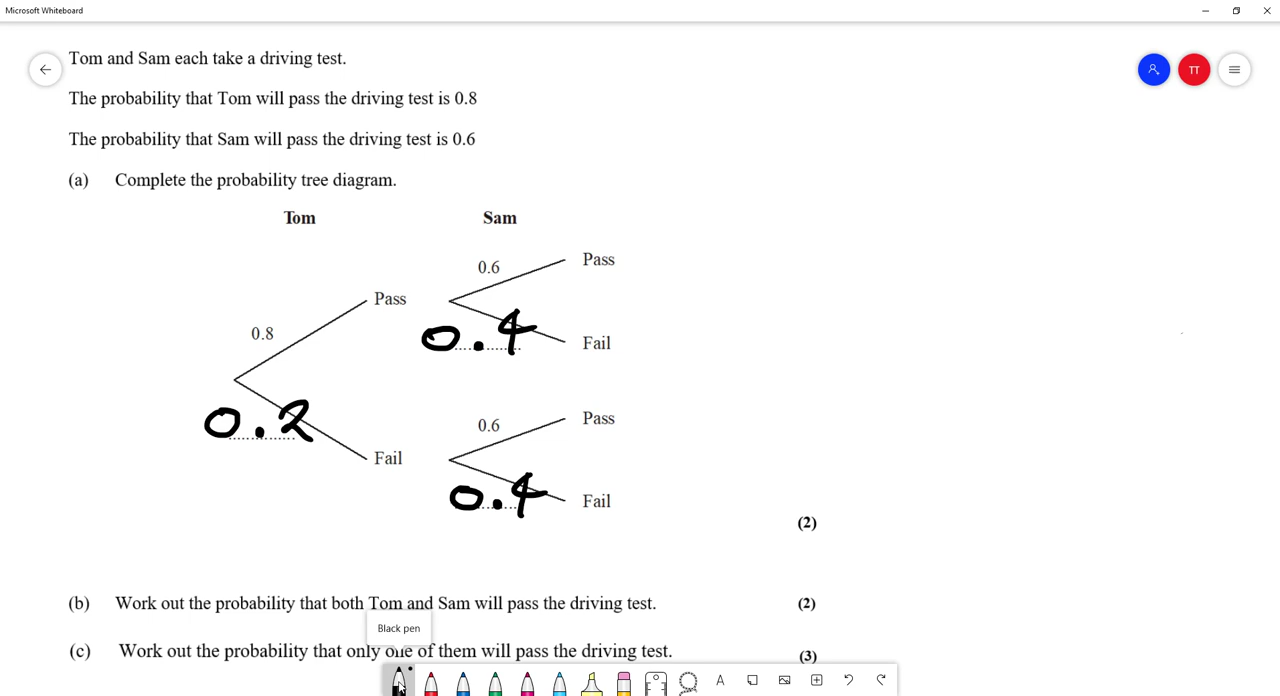 Microsoft Whiteboard
Tom and Sam each take a driving test.
TT
The probability that Tom will pass the driving test is 0.8
The probability that Sam will pass the driving test is 0.6
(a) Complete the probability tree diagram.
Tom Sam
0.6 Pass
0.8 Pass
0.4 Fail
0.2 Fail
0.6 Pass
0.4 Fail
(2)
(b) Work out the probability that both Tom and Sam will pass the driving test. (2)
Black pen
(c) Work out the probability that only one of them will pass the driving test. (3)
A